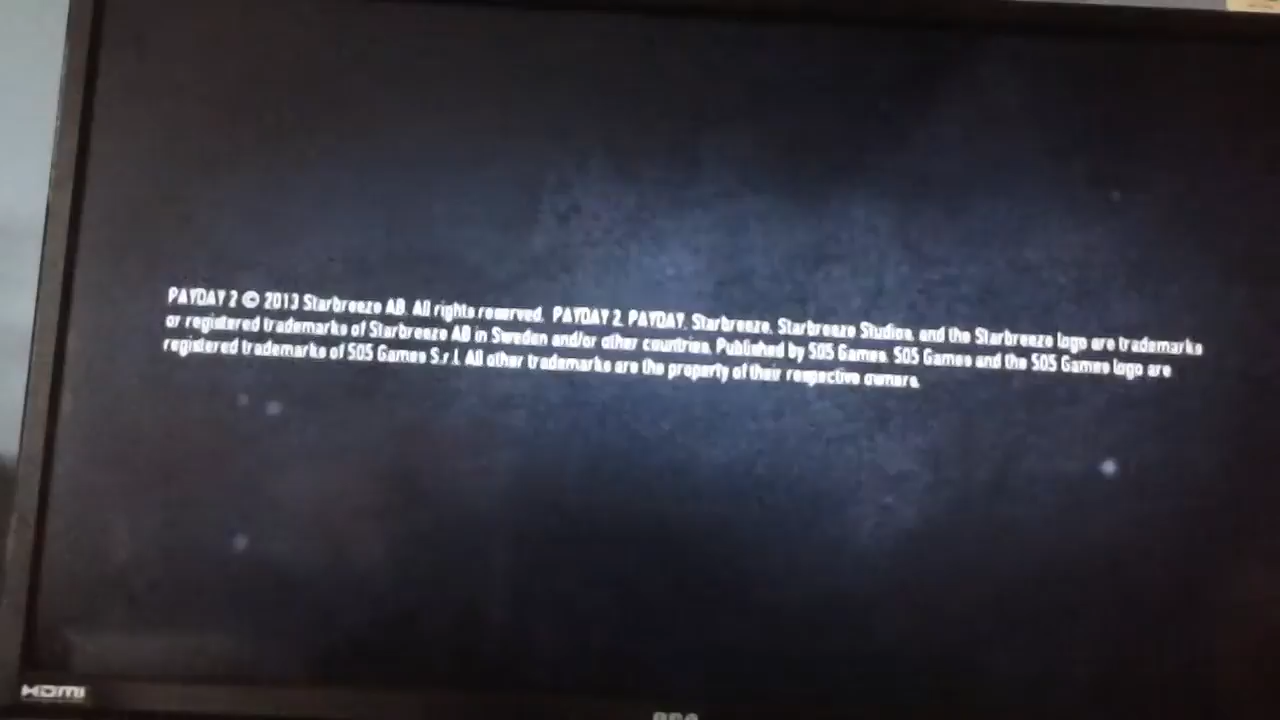 PAYDAY 2 © 2013 Starbreeze AB. All rights reserved. PAYDAY 2, PAYDAY, Starbreeze, Starbreeze Studios, and the Starbreeze logo are trademarks
or registered trademarks of Starbreeze AB in Sweden and/or other countries. Published by 505 Games. 505 Games and the 505 Games logo are
registered trademarks of 505 Games S.r.l. All other trademarks are the property of their respective owners.
HDMI